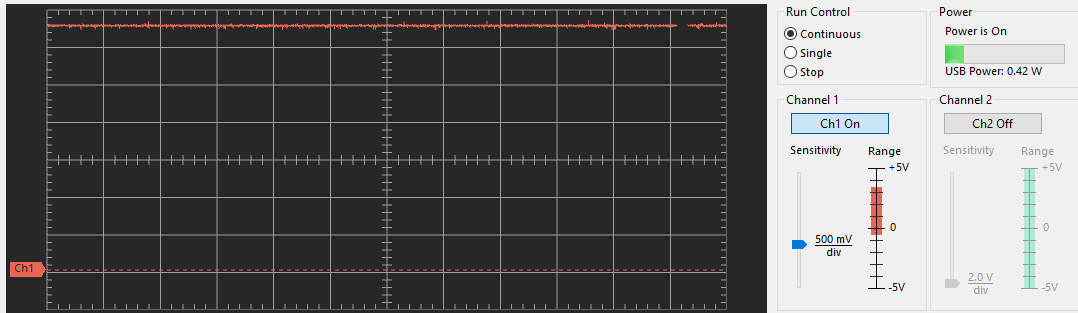 Run Control
Continuous
Single
Stop
Power
Power is On
USB Power: 0.42 W
Channel 1
Ch1 On
Sensitivity
Range
+5V
0
-5V
500 mV
div
Channel 2
Ch2 Off
Sensitivity
Range
+5V
0
-5V
2.0 V
div
Ch1